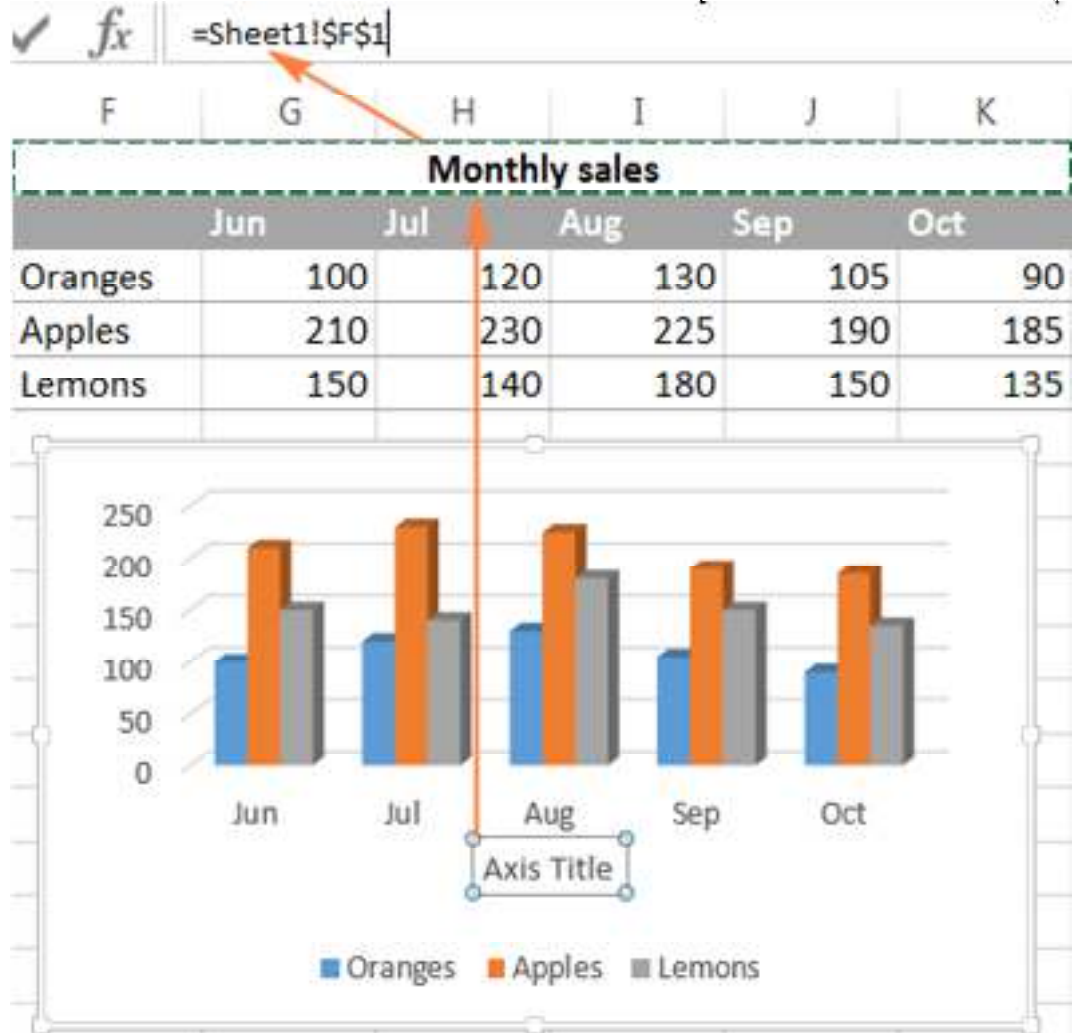 fx =Sheet1!$F$1
F G H I J K
Monthly sales
Jun Jul Aug Sep Oct
Oranges 100 120 130 105 90
Apples 210 230 225 190 185
Lemons 150 140 180 150 135
250
200
150
100
50
0
Jun Jul Aug Sep Oct
Axis Title
Oranges Apples Lemons